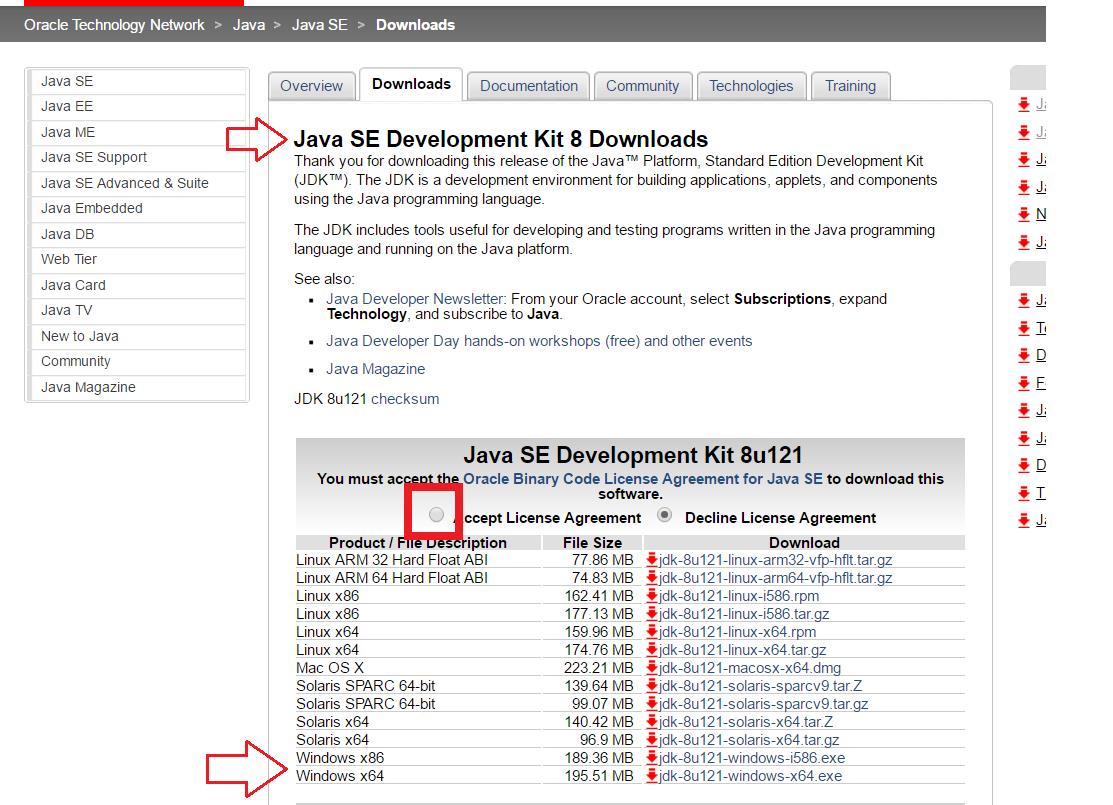 Oracle Technology Network > Java > Java SE > Downloads
Java SE
Java EE
Java ME
Java SE Support
Java SE Advanced & Suite
Java Embedded
Java DB
Web Tier
Java Card
Java TV
New to Java
Community
Java Magazine
Overview Downloads Documentation Community Technologies Training
Java SE Development Kit 8 Downloads
Thank you for downloading this release of the Java™ Platform, Standard Edition Development Kit
(JDK™). The JDK is a development environment for building applications, applets, and components
using the Java programming language.
The JDK includes tools useful for developing and testing programs written in the Java programming
language and running on the Java platform.
See also:
Java Developer Newsletter: From your Oracle account, select Subscriptions, expand
Technology, and subscribe to Java.
Java Developer Day hands-on workshops (free) and other events
Java Magazine
JDK 8u121 checksum
Java SE Development Kit 8u121
You must accept the Oracle Binary Code License Agreement for Java SE to download this
software.
Accept License Agreement Decline License Agreement
Product / File Description File Size Download
Linux ARM 32 Hard Float ABI 77.86 MB jdk-8u121-linux-arm32-vfp-hflt.tar.gz
Linux ARM 64 Hard Float ABI 74.83 MB jdk-8u121-linux-arm64-vfp-hflt.tar.gz
Linux x86 162.41 MB jdk-8u121-linux-i586.rpm
Linux x86 177.13 MB jdk-8u121-linux-i586.tar.gz
Linux x64 159.96 MB jdk-8u121-linux-x64.rpm
Linux x64 174.76 MB jdk-8u121-linux-x64.tar.gz
Mac OS X 223.21 MB jdk-8u121-macosx-x64.dmg
Solaris SPARC 64-bit 139.64 MB jdk-8u121-solaris-sparcv9.tar.Z
Solaris SPARC 64-bit 99.07 MB jdk-8u121-solaris-sparcv9.tar.gz
Solaris x64 140.42 MB jdk-8u121-solaris-x64.tar.Z
Solaris x64 96.9 MB jdk-8u121-solaris-x64.tar.gz
Windows x86 189.36 MB jdk-8u121-windows-i586.exe
Windows x64 195.51 MB jdk-8u121-windows-x64.exe